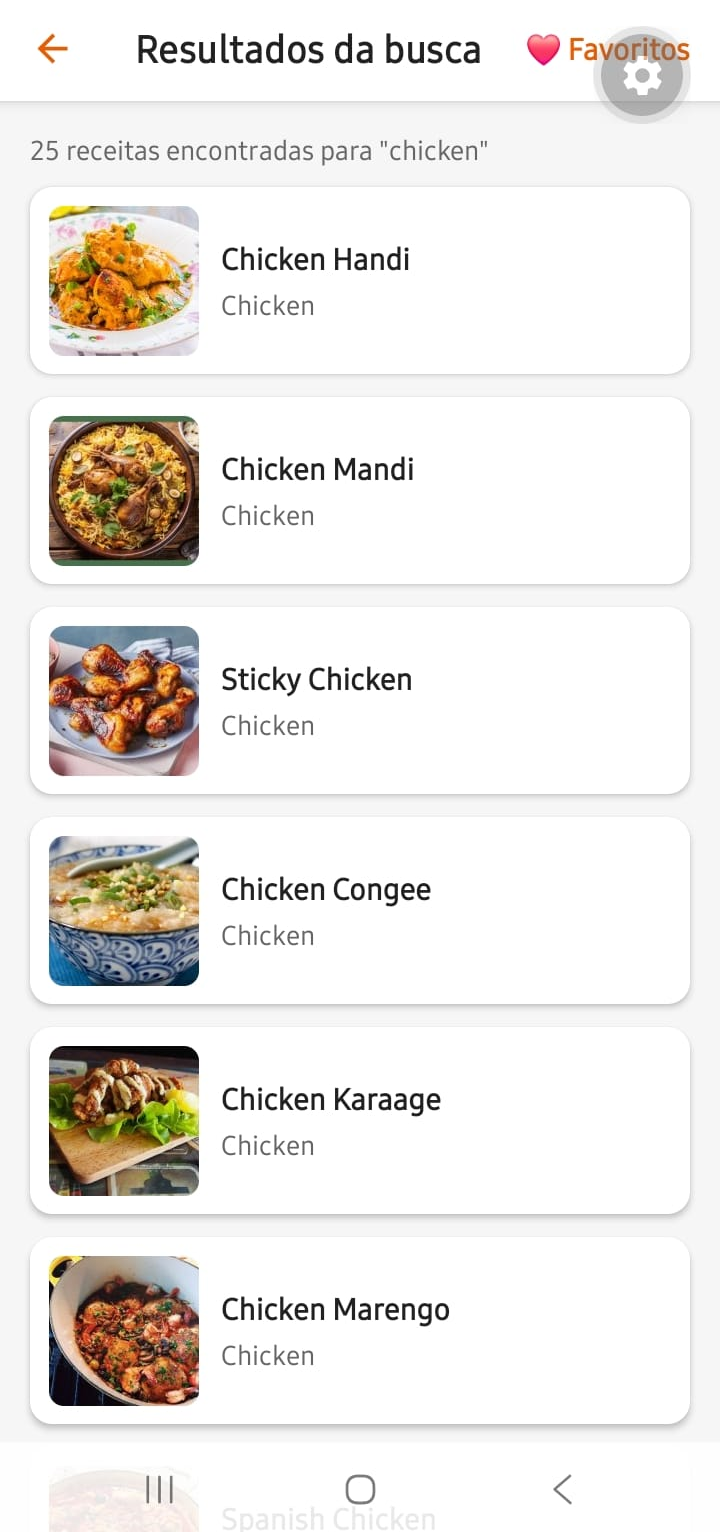 Resultados da busca
Favoritos
25 receitas encontradas para "chicken"
Chicken Handi
Chicken
Chicken Mandi
Chicken
Sticky Chicken
Chicken
Chicken Congee
Chicken
Chicken Karaage
Chicken
Chicken Marengo
Chicken
Spanish Chicken